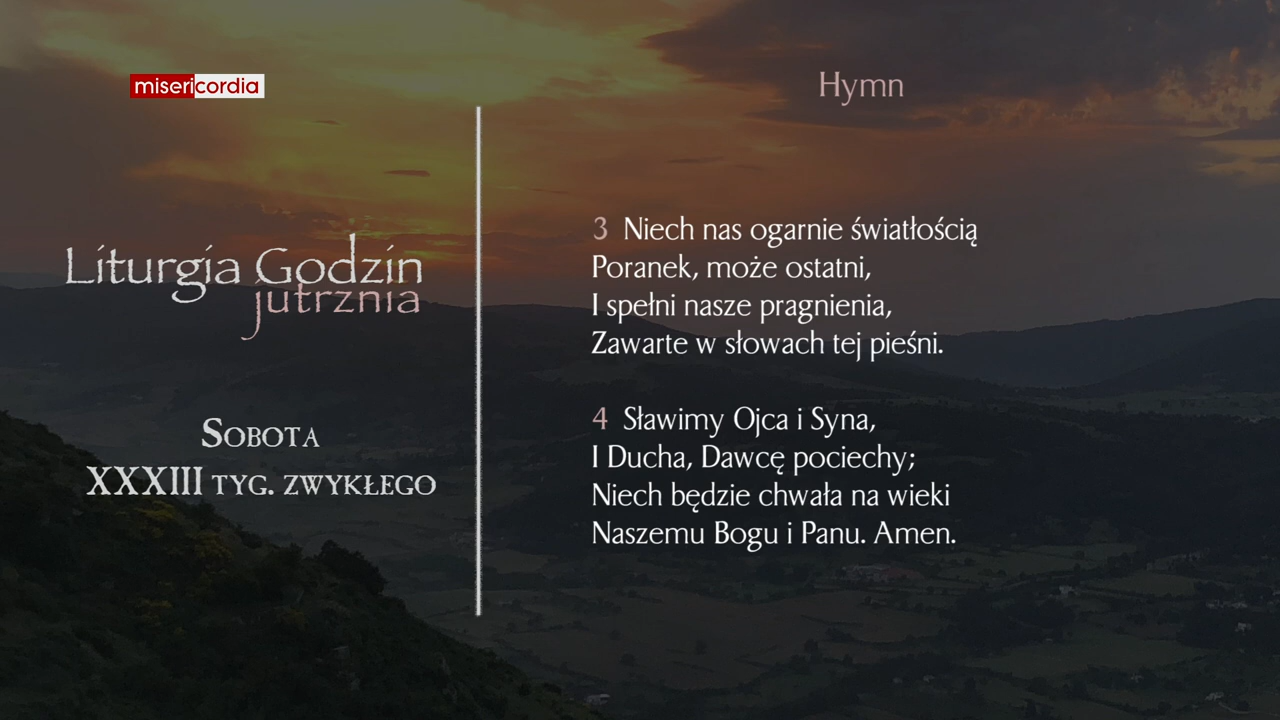 misericordia
Liturgia Godzin
jutrznia
Sobota
XXXIII tyg. zwykłego
Hymn
3 Niech nas ogarnie światłością
Poranek, może ostatni,
I spełni nasze pragnienia,
Zawarte w słowach tej pieśni.
4 Sławimy Ojca i Syna,
I Ducha, Dawcę pociechy;
Niech będzie chwała na wieki
Naszemu Bogu i Panu. Amen.